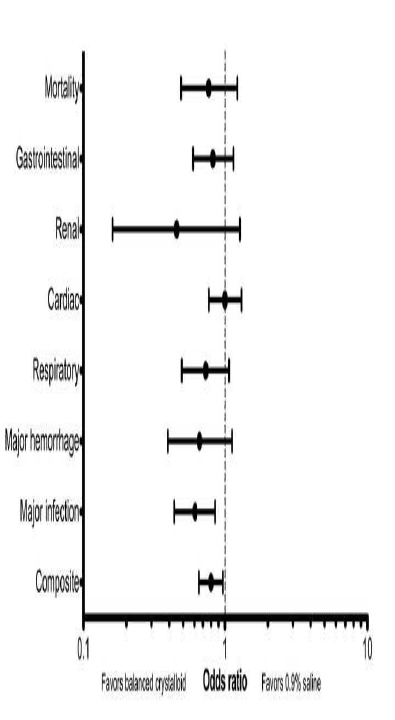 Mortality
Gastrointestinal
Renal
Cardiac
Respiratory
Major hemorrhage
Major infection
Composite
0.1 1 10
Favors balanced crystalloid Odds ratio Favors 0.9% saline